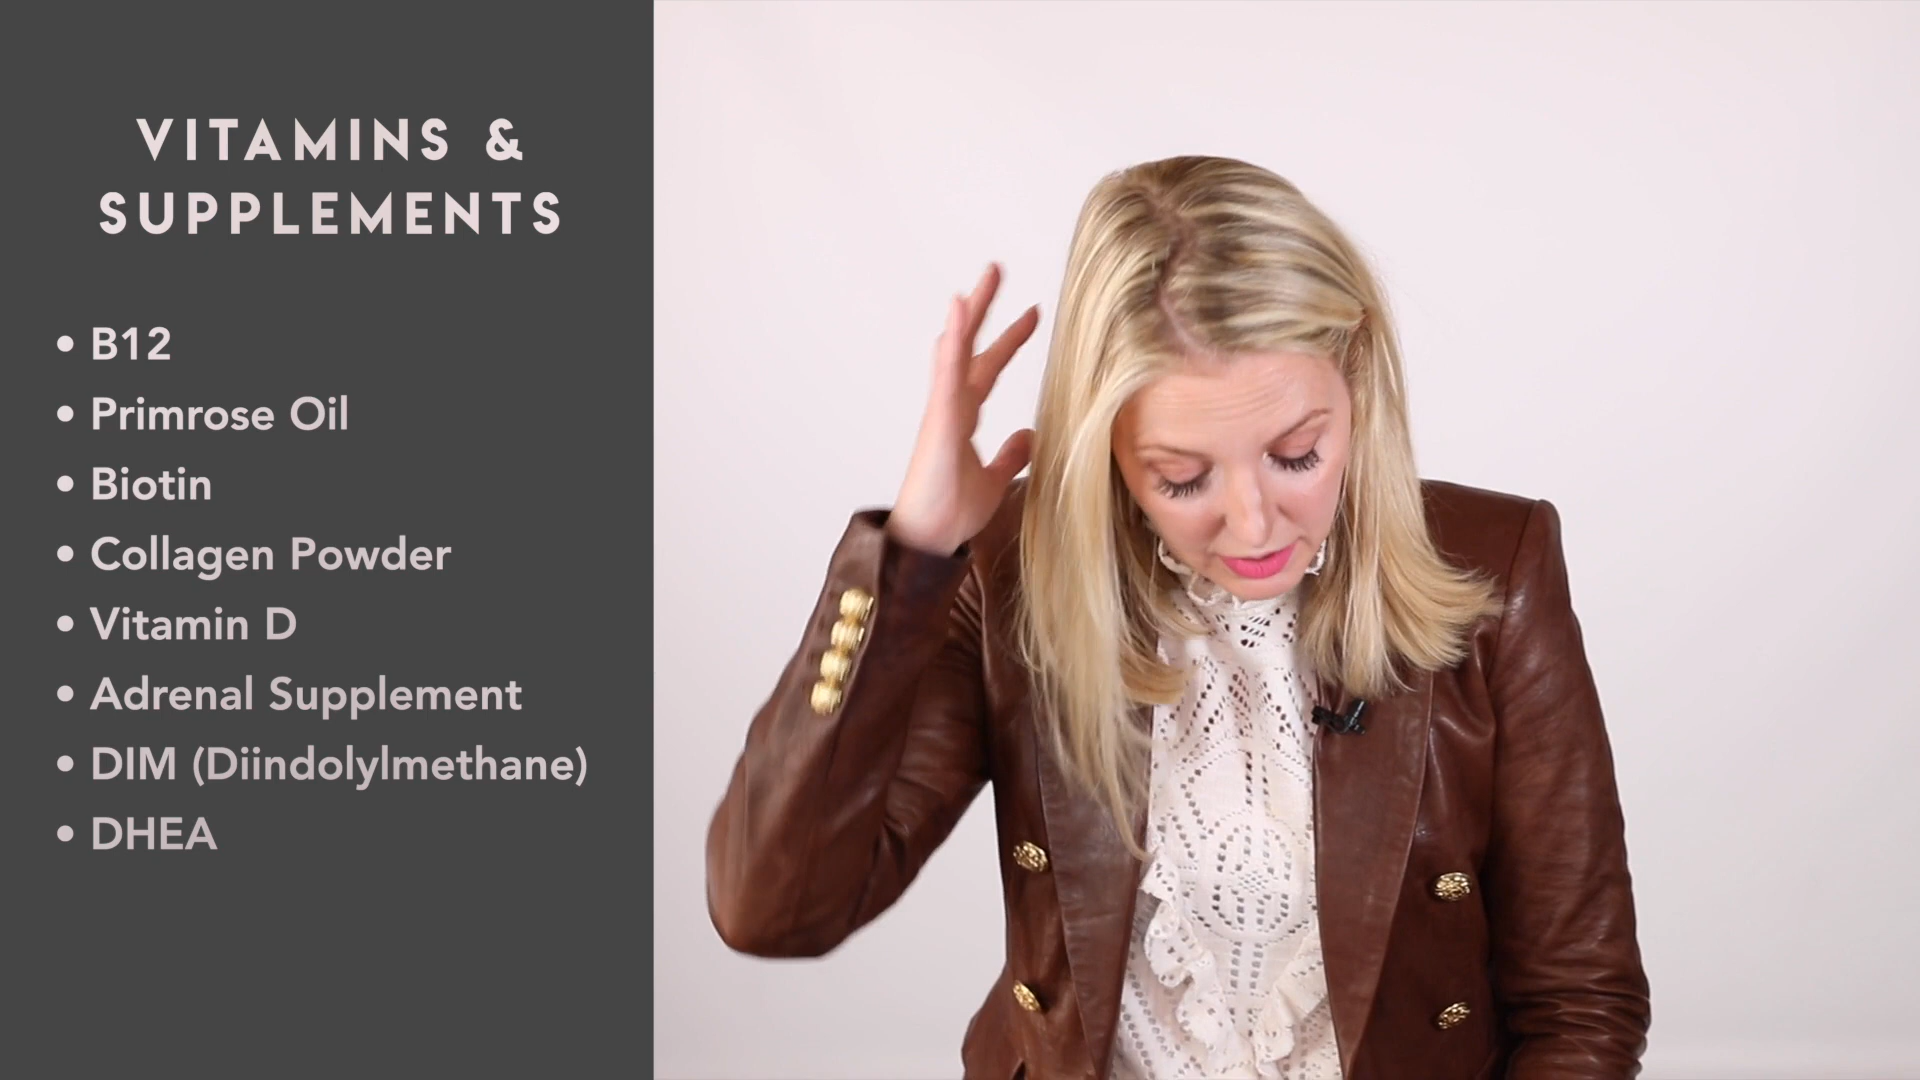 VITAMINS &
SUPPLEMENTS
• B12
• Primrose Oil
• Biotin
• Collagen Powder
• Vitamin D
• Adrenal Supplement
• DIM (Diindolylmethane)
• DHEA